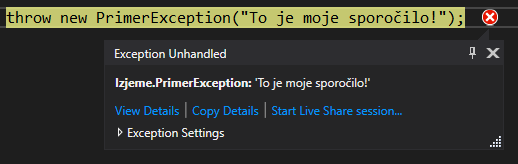 throw new PrimerException("To je moje sporočilo!");
Exception Unhandled
Izjeme.PrimerException: 'To je moje sporočilo!'
View Details | Copy Details | Start Live Share session...
Exception Settings